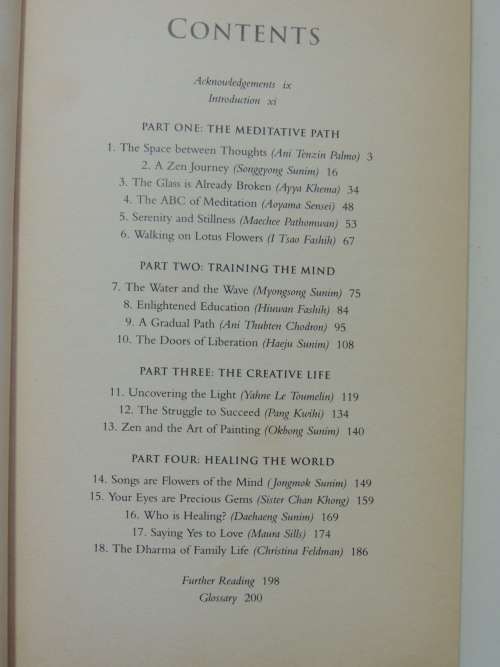 CONTENTS
Acknowledgements ix
Introduction xi
PART ONE: THE MEDITATIVE PATH
1. The Space between Thoughts (Ani Tenzin Palmo) 3
2. A Zen Journey (Songgyong Sunim) 16
3. The Glass is Already Broken (Ayya Khema) 34
4. The ABC of Meditation (Aoyama Sensei) 48
5. Serenity and Stillness (Maechee Pathomwan) 53
6. Walking on Lotus Flowers (I Tsao Fashih) 67
PART TWO: TRAINING THE MIND
7. The Water and the Wave (Myongsong Sunim) 75
8. Enlightened Education (Hiuwan Fashih) 84
9. A Gradual Path (Ani Thubten Chodron) 95
10. The Doors of Liberation (Haeju Sunim) 108
PART THREE: THE CREATIVE LIFE
11. Uncovering the Light (Yahne Le Toumelin) 119
12. The Struggle to Succeed (Pang Kwihi) 134
13. Zen and the Art of Painting (Okbong Sunim) 140
PART FOUR: HEALING THE WORLD
14. Songs are Flowers of the Mind (Jongmok Sunim) 149
15. Your Eyes are Precious Gems (Sister Chan Khong) 159
16. Who is Healing? (Daehaeng Sunim) 169
17. Saying Yes to Love (Maura Sills) 174
18. The Dharma of Family Life (Christina Feldman) 186
Further Reading 198
Glossary 200